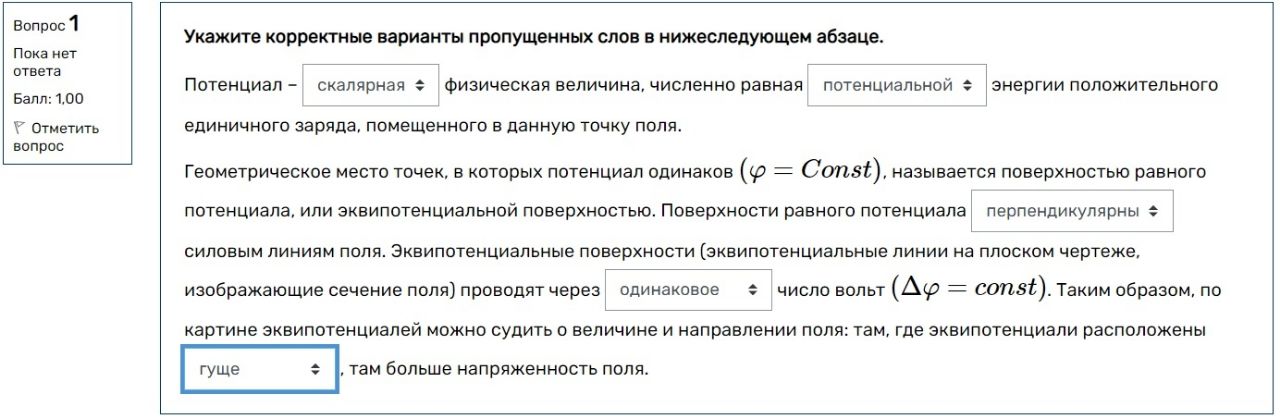 Вопрос 1
Пока нет
ответа
Балл: 1,00
Отметить
вопрос
Укажите корректные варианты пропущенных слов в нижеследующем абзаце.
Потенциал – скалярная физическая величина, численно равная потенциальной энергии положительного
единичного заряда, помещенного в данную точку поля.
Геометрическое место точек, в которых потенциал одинаков (φ = Const), называется поверхностью равного
потенциала, или эквипотенциальной поверхностью. Поверхности равного потенциала перпендикулярны
силовым линиям поля. Эквипотенциальные поверхности (эквипотенциальные линии на плоском чертеже,
изображающие сечение поля) проводят через одинаковое число вольт (Δφ = const). Таким образом, по
картине эквипотенциалей можно судить о величине и направлении поля: там, где эквипотенциали расположены
гуще , там больше напряженность поля.